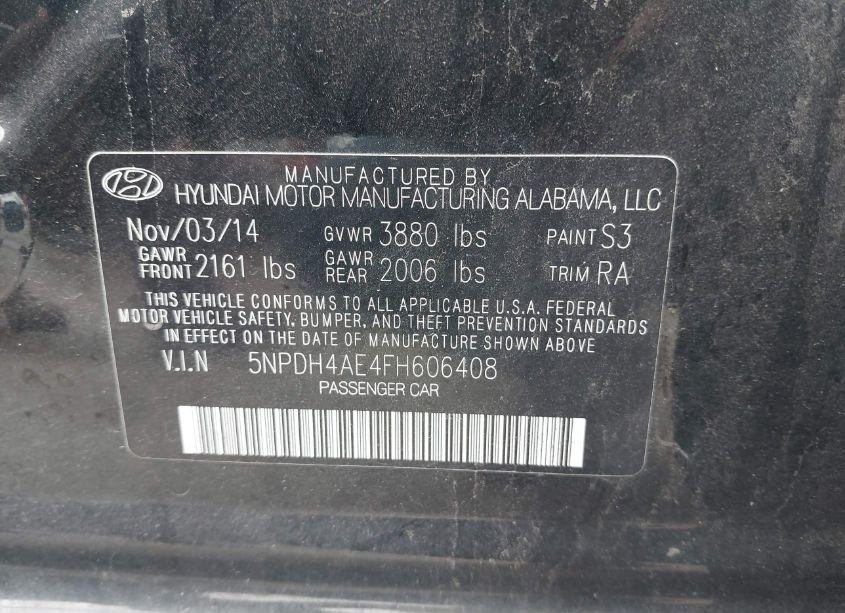 MANUFACTURED BY
HYUNDAI MOTOR MANUFACTURING ALABAMA, LLC
Nov/03/14 GVWR 3880 lbs PAINT S3
GAWR FRONT 2161 lbs GAWR REAR 2006 lbs TRIM RA
THIS VEHICLE CONFORMS TO ALL APPLICABLE U.S.A. FEDERAL
MOTOR VEHICLE SAFETY, BUMPER, AND THEFT PREVENTION STANDARDS
IN EFFECT ON THE DATE OF MANUFACTURE SHOWN ABOVE
V.I.N 5NPDH4AE4FH606408
PASSENGER CAR